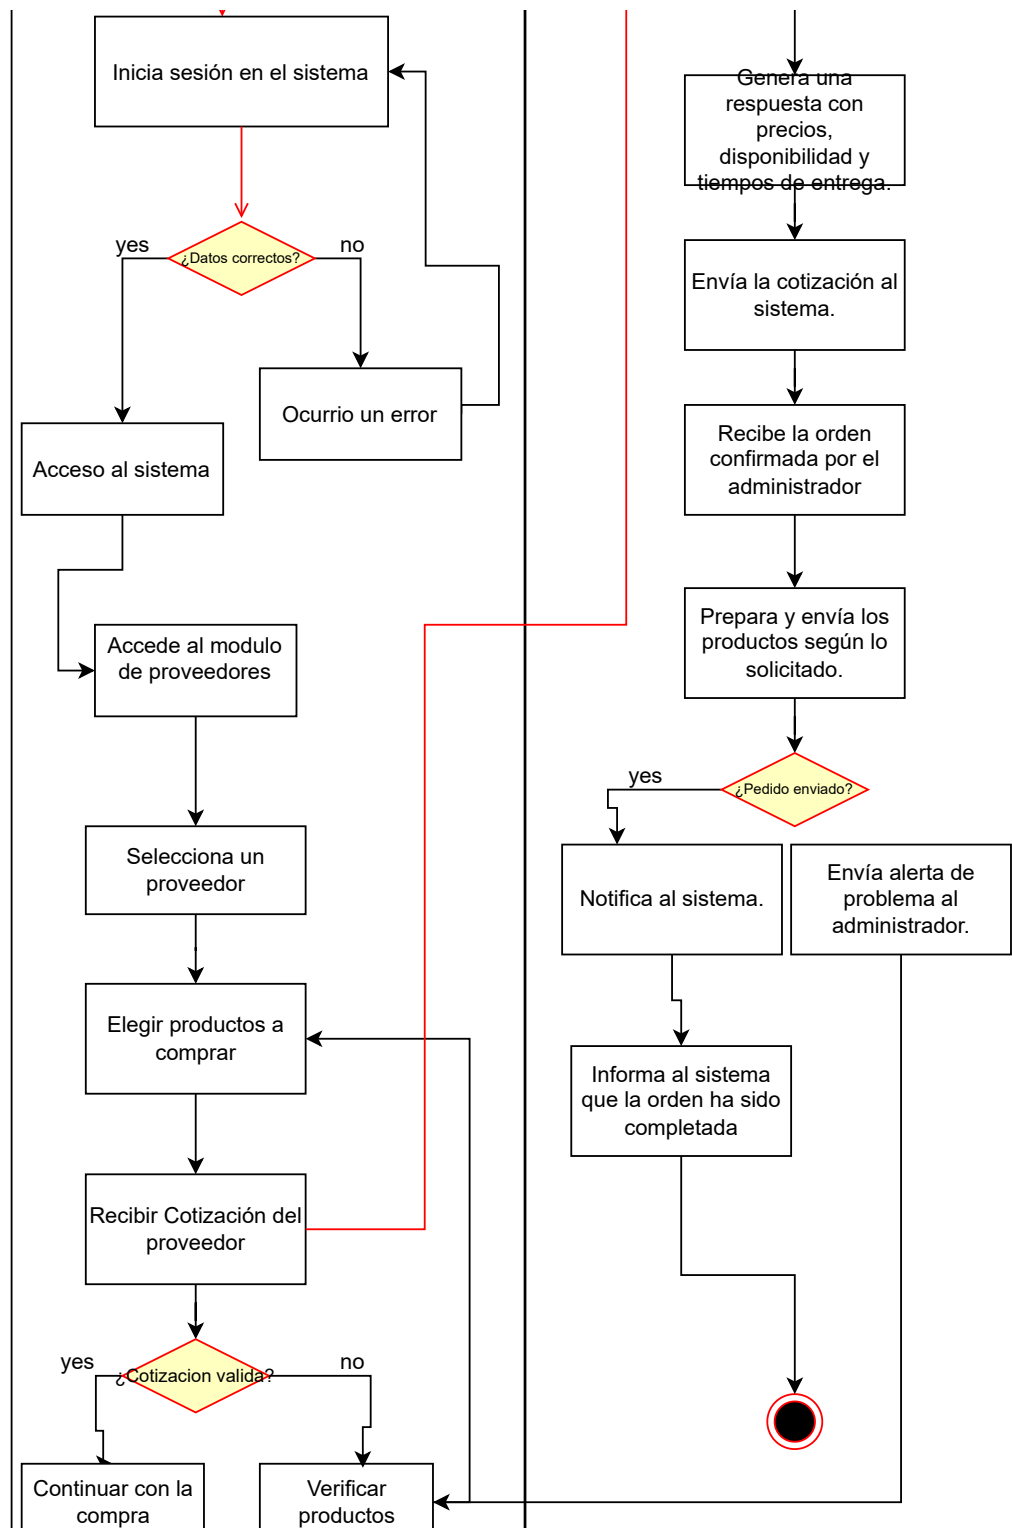 Inicia sesión en el sistema
yes
¿Datos correctos?
no
Ocurrio un error
Acceso al sistema
Accede al modulo
de proveedores
Selecciona un
proveedor
Elegir productos a
comprar
Recibir Cotización del
proveedor
yes
¿Cotizacion valida?
no
Continuar con la
compra
Verificar
productos
Genera una
respuesta con
precios,
disponibilidad y
tiempos de entrega.
Envía la cotización al
sistema.
Recibe la orden
confirmada por el
administrador
Prepara y envía los
productos según lo
solicitado.
yes
¿Pedido enviado?
Notifica al sistema.
Envía alerta de
problema al
administrador.
Informa al sistema
que la orden ha sido
completada